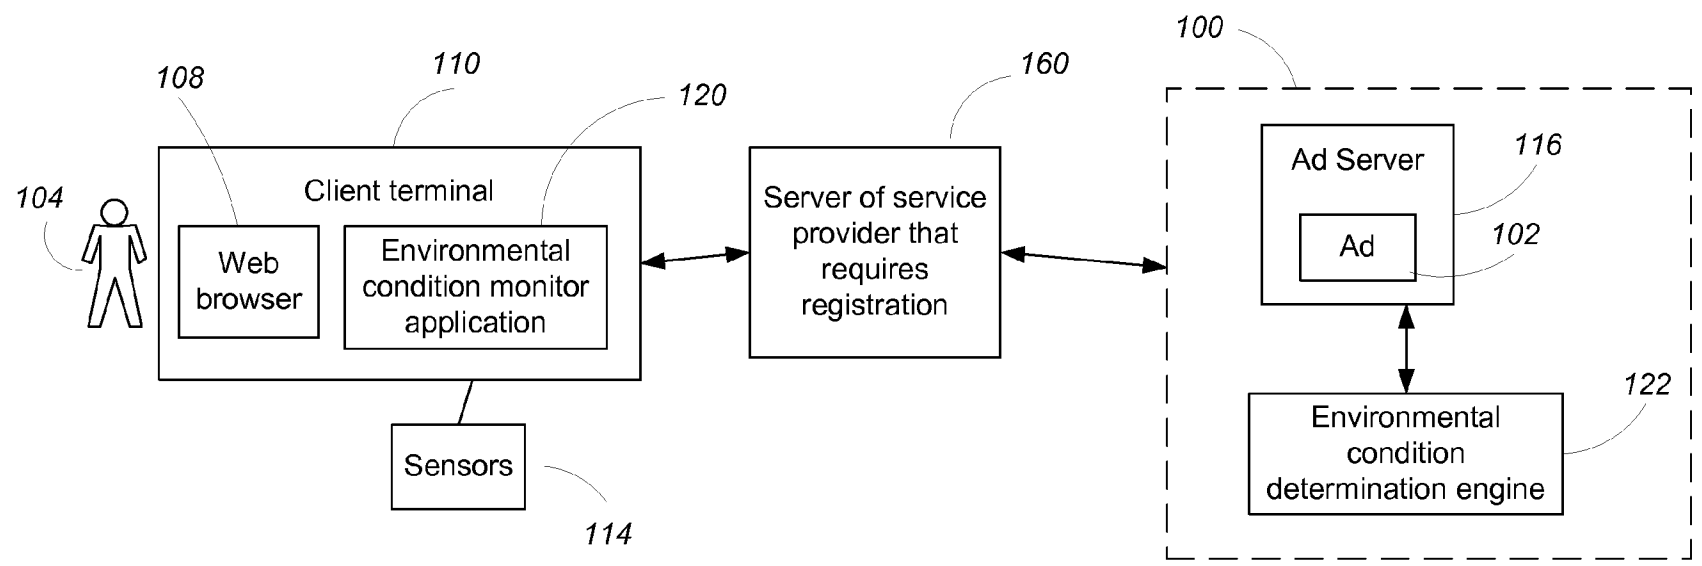 100
110
160
108
120
116
Ad Server
Client terminal
104
Server of service
provider that
requires
registration
102
Ad
Web
browser
Environmental
condition monitor
application
122
Environmental
condition
determination engine
Sensors
114